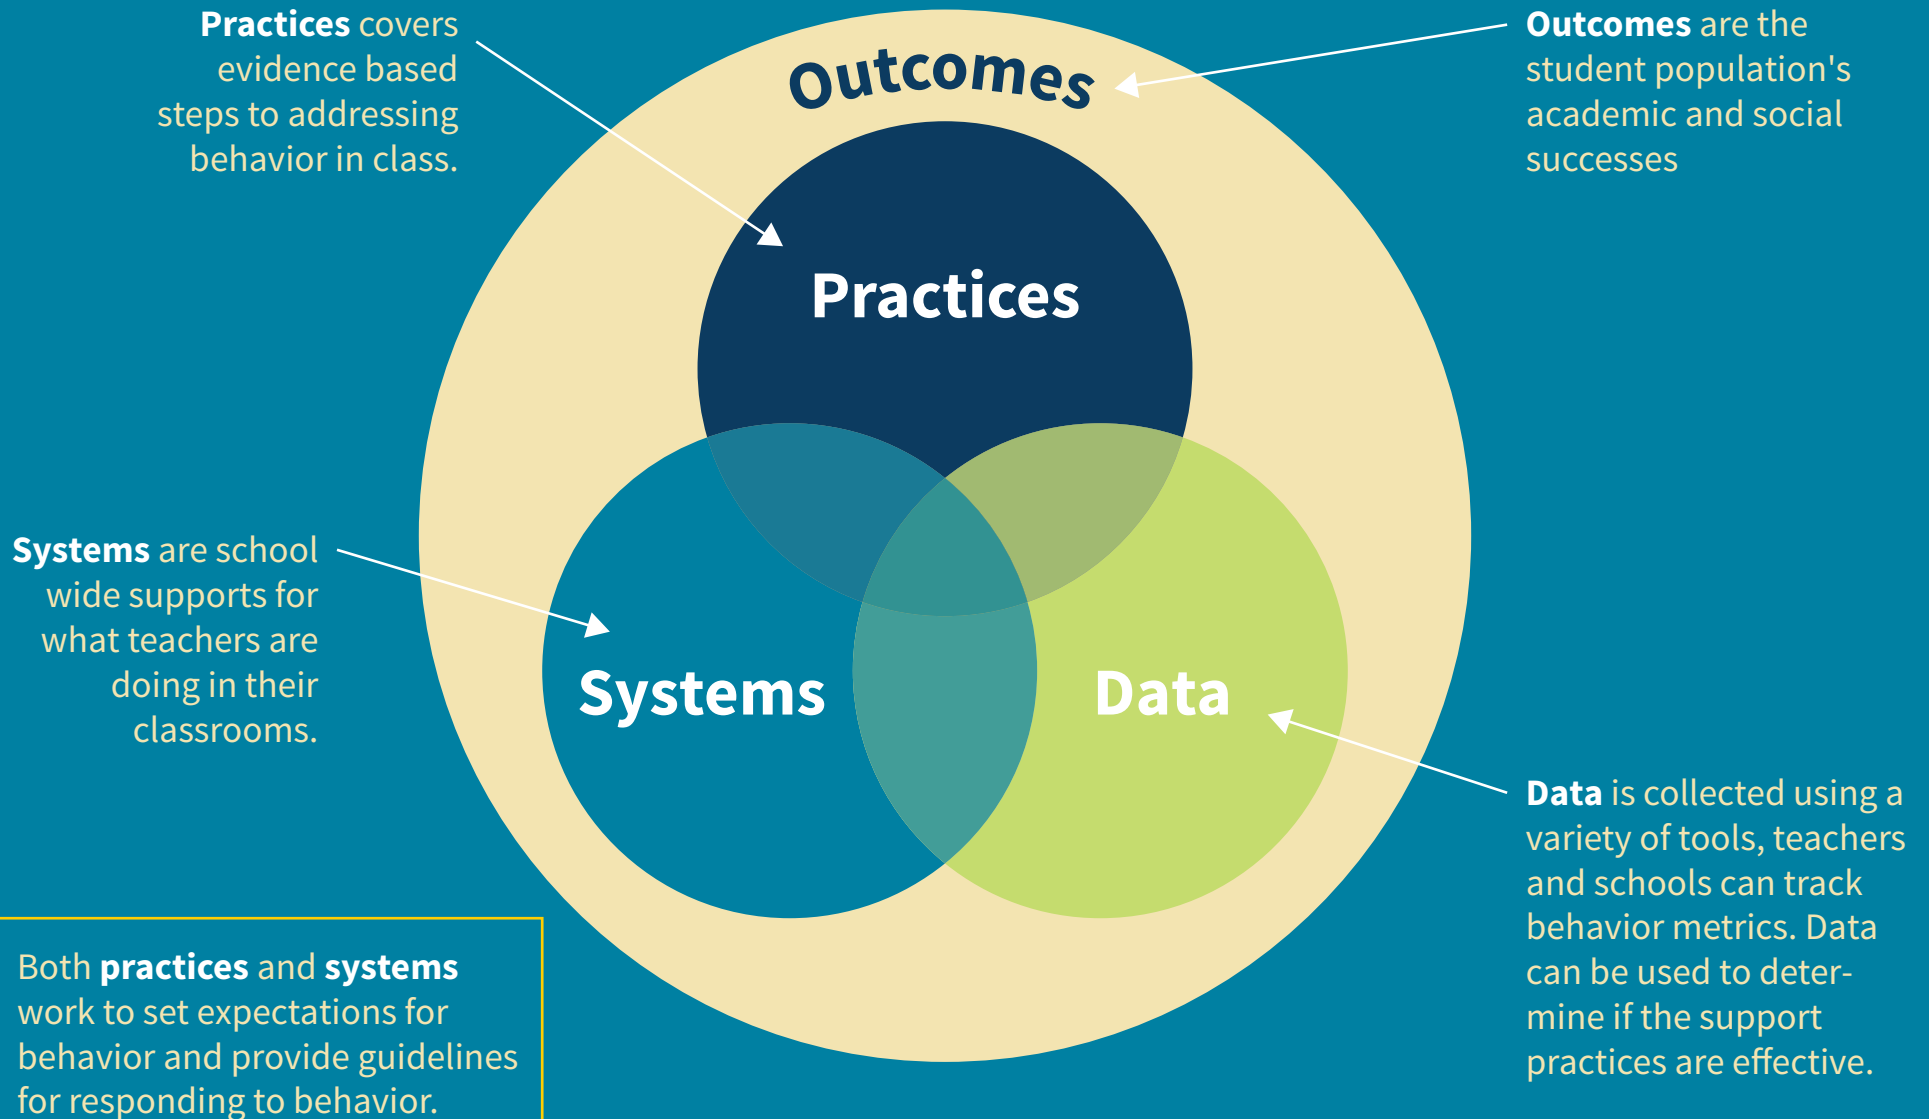 Practices covers
evidence based
steps to addressing
behavior in class.
Outcomes
Outcomes are the
student population's
academic and social
successes
Practices
Systems are school
wide supports for
what teachers are
doing in their
classrooms.
Systems
Data
Data is collected using a
variety of tools, teachers
and schools can track
behavior metrics. Data
can be used to deter-
mine if the support
practices are effective.
Both practices and systems
work to set expectations for
behavior and provide guidelines
for responding to behavior.